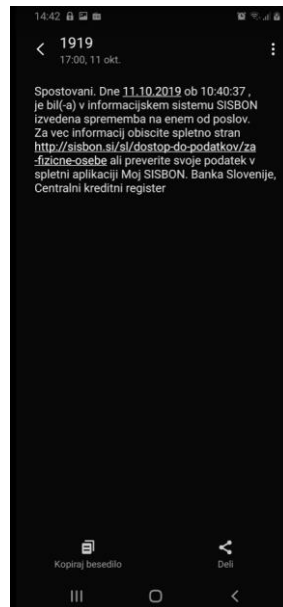 14:42
1919
17:00, 11 okt.
Spostovani. Dne 11.10.2019 ob 10:40:37 ,
je bil(-a) v informacijskem sistemu SISBON
izvedena sprememba na enem od poslov.
Za vec informacij obiscite spletno stran
http://sisbon.si/sl/dostop-do-podatkov/za
-fizicne-osebe ali preverite svoje podatek v
spletni aplikaciji Moj SISBON. Banka Slovenije,
Centralni kreditni register
Kopiraj besedilo
Deli